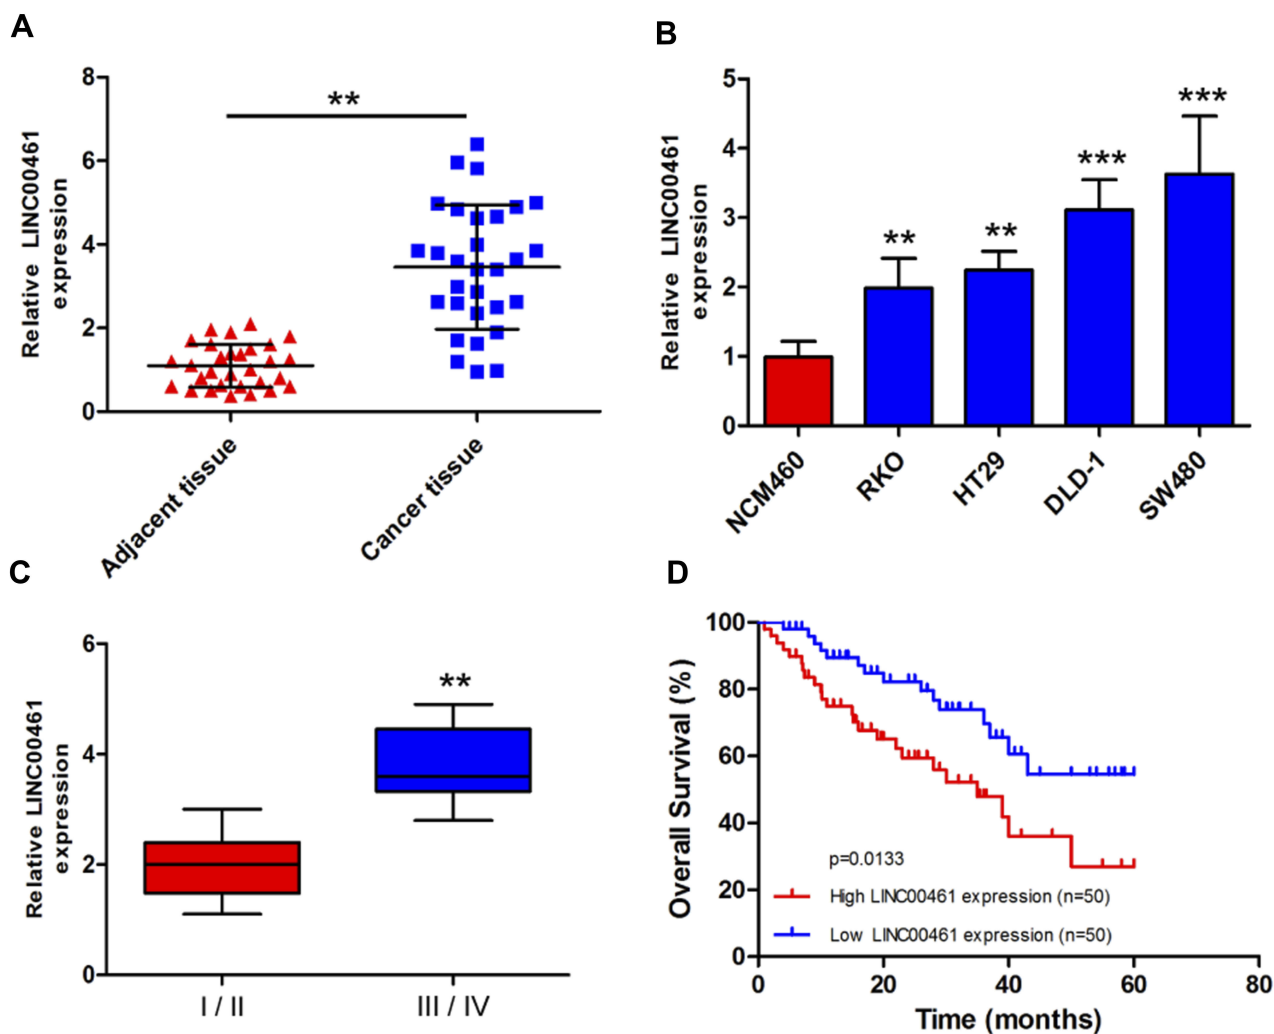 A
Relative LINC00461
expression
8
6
4
2
0
**
Adjacent tissue
Cancer tissue
B
Relative LINC00461
expression
5
4
3
2
1
0
**
**
***
***
NCM460
RKO
HT29
DLD-1
SW480
C
Relative LINC00461
expression
6
4
2
0
**
I / II
III / IV
D
Overall Survival (%)
100
80
60
40
20
0
p=0.0133
High LINC00461 expression (n=50)
Low LINC00461 expression (n=50)
0
20
40
60
80
Time (months)